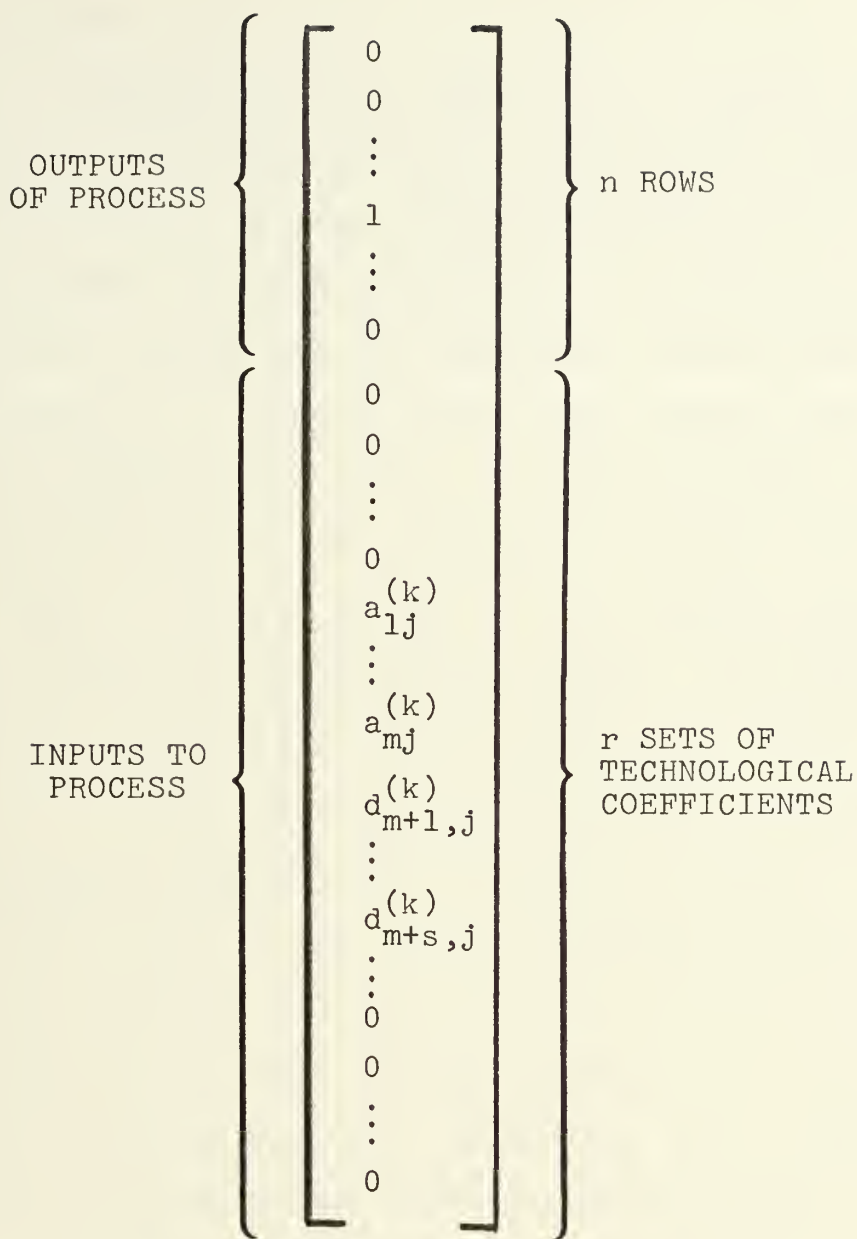 0
0
⋮
OUTPUTS
OF PROCESS
1
n ROWS
⋮
0
0
0
⋮
0
a_{1j}^{(k)}
⋮
a_{mj}^{(k)}
INPUTS TO
PROCESS
d_{m+1,j}^{(k)}
r SETS OF
TECHNOLOGICAL
COEFFICIENTS
⋮
d_{m+s,j}^{(k)}
⋮
0
0
⋮
0